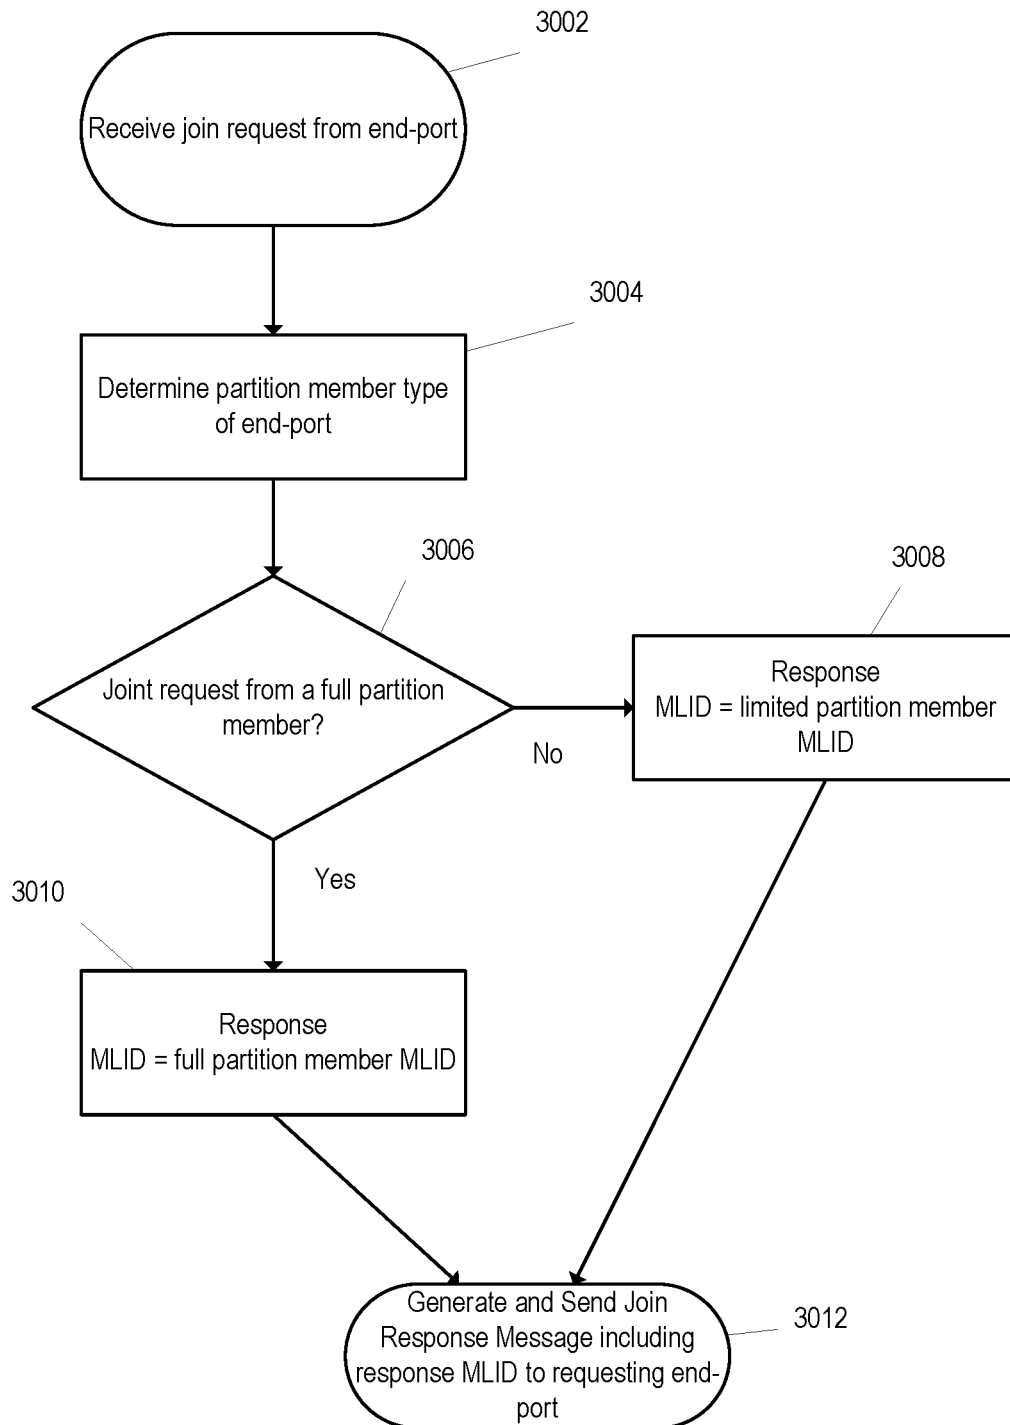 3002
Receive join request from end-port
3004
Determine partition member type
of end-port
3006
Joint request from a full partition
member?
No
3008
Response
MLID = limited partition member
MLID
Yes
3010
Response
MLID = full partition member MLID
Generate and Send Join
Response Message including
response MLID to requesting end-
port
3012